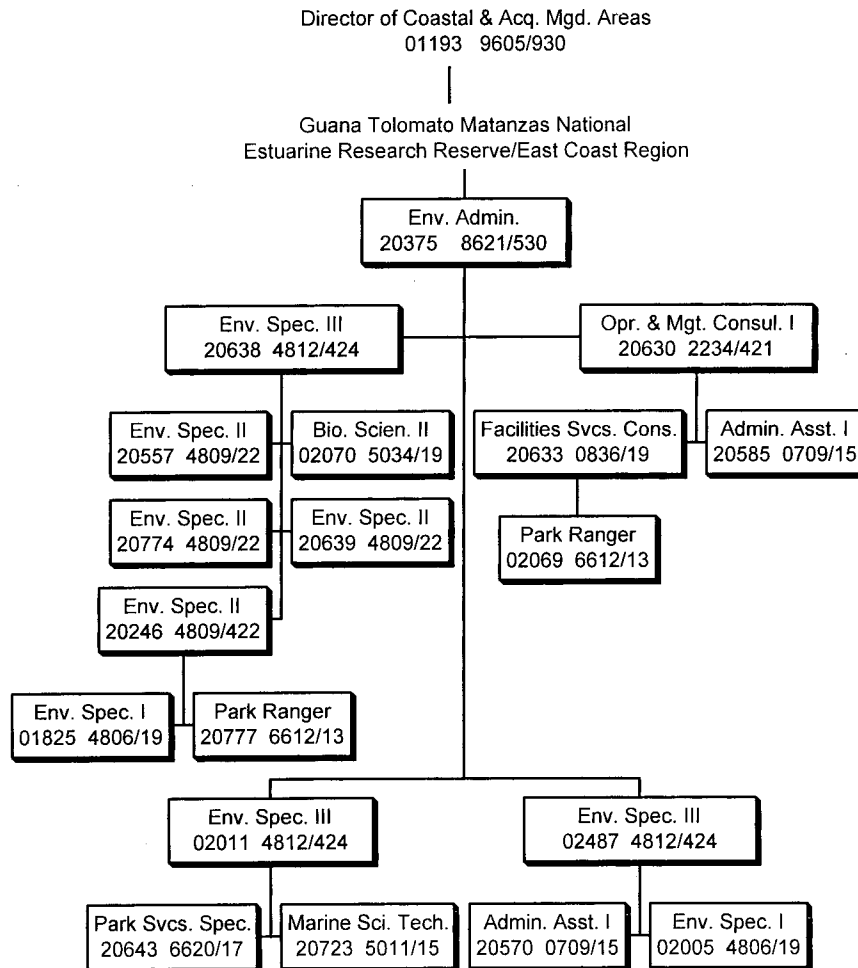 Director of Coastal & Acq. Mgd. Areas
01193 9605/930
Guana Tolomato Matanzas National
Estuarine Research Reserve/East Coast Region
Env. Admin.
20375 8621/530
Env. Spec. III
20638 4812/424
Opr. & Mgt. Consul. I
20630 2234/421
Env. Spec. II
20557 4809/22
Bio. Scien. II
02070 5034/19
Facilities Svcs. Cons.
20633 0836/19
Admin. Asst. I
20585 0709/15
Env. Spec. II
20774 4809/22
Env. Spec. II
20639 4809/22
Park Ranger
02069 6612/13
Env. Spec. II
20246 4809/422
Env. Spec. I
01825 4806/19
Park Ranger
20777 6612/13
Env. Spec. III
02011 4812/424
Env. Spec. III
02487 4812/424
Park Svcs. Spec.
20643 6620/17
Marine Sci. Tech.
20723 5011/15
Admin. Asst. I
20570 0709/15
Env. Spec. I
02005 4806/19